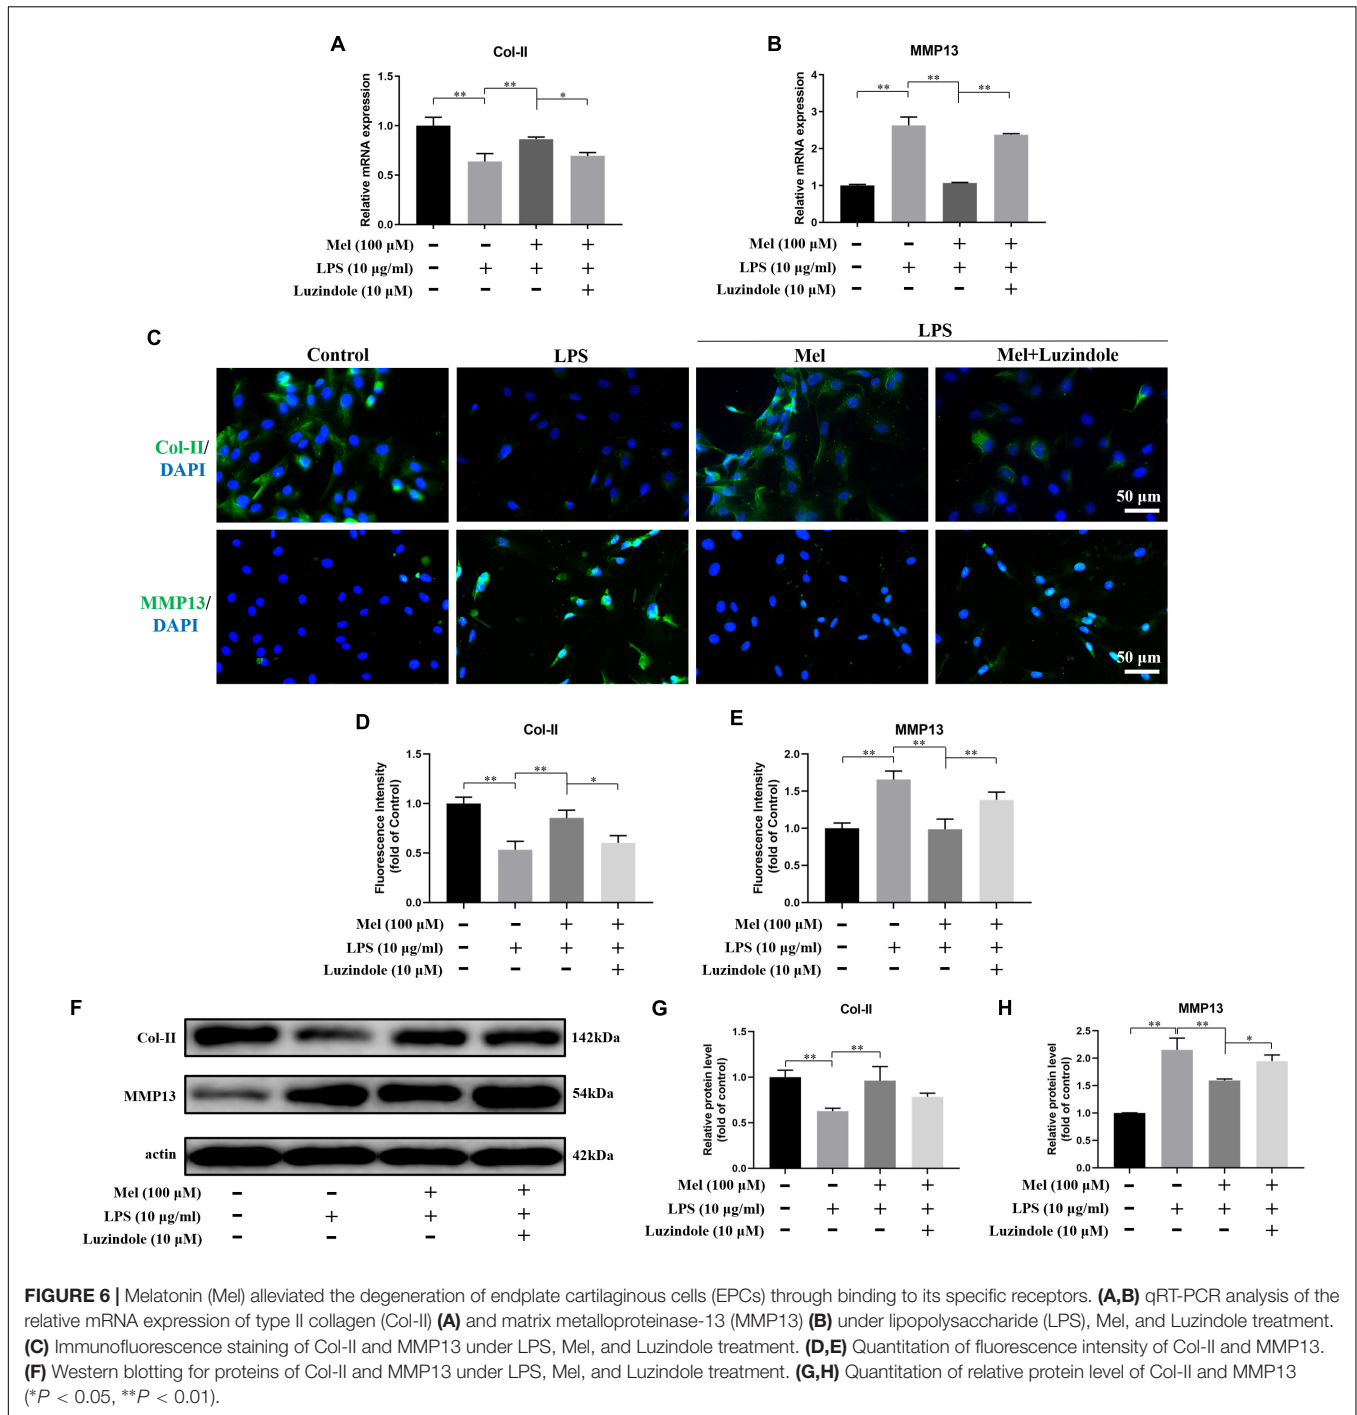 A
Col-II
Relative mRNA expression
1.5
1.0
0.5
0.0
** ** *
Mel (100 μM) − − + +
LPS (10 μg/ml) − + + +
Luzindole (10 μM) − − − +
B
MMP13
Relative mRNA expression
4
3
2
1
0
** ** **
Mel (100 μM) − − + +
LPS (10 μg/ml) − + + +
Luzindole (10 μM) − − − +
C
LPS
Control LPS Mel Mel+Luzindole
Col-II/
DAPI
50 μm
MMP13/
DAPI
50 μm
D
Col-II
Fluorescence Intensity
(fold of Control)
1.5
1.0
0.5
0.0
** ** *
Mel (100 μM) − − + +
LPS (10 μg/ml) − + + +
Luzindole (10 μM) − − − +
E
MMP13
Fluorescence Intensity
(fold of Control)
2.0
1.5
1.0
0.5
0.0
** ** **
Mel (100 μM) − − + +
LPS (10 μg/ml) − + + +
Luzindole (10 μM) − − − +
F
Col-II 142kDa
MMP13 54kDa
actin 42kDa
Mel (100 μM) − − + +
LPS (10 μg/ml) − + + +
Luzindole (10 μM) − − − +
G
Col-II
Relative protein level
(fold of control)
1.5
1.0
0.5
0.0
** **
Mel (100 μM) − − + +
LPS (10 μg/ml) − + + +
Luzindole (10 μM) − − − +
H
MMP13
Relative protein level
(fold of control)
2.5
2.0
1.5
1.0
0.5
0.0
** ** *
Mel (100 μM) − − + +
LPS (10 μg/ml) − + + +
Luzindole (10 μM) − − − +
FIGURE 6 | Melatonin (Mel) alleviated the degeneration of endplate cartilaginous cells (EPCs) through binding to its specific receptors. (A,B) qRT-PCR analysis of the
relative mRNA expression of type II collagen (Col-II) (A) and matrix metalloproteinase-13 (MMP13) (B) under lipopolysaccharide (LPS), Mel, and Luzindole treatment.
(C) Immunofluorescence staining of Col-II and MMP13 under LPS, Mel, and Luzindole treatment. (D,E) Quantitation of fluorescence intensity of Col-II and MMP13.
(F) Western blotting for proteins of Col-II and MMP13 under LPS, Mel, and Luzindole treatment. (G,H) Quantitation of relative protein level of Col-II and MMP13
(*P < 0.05, **P < 0.01).